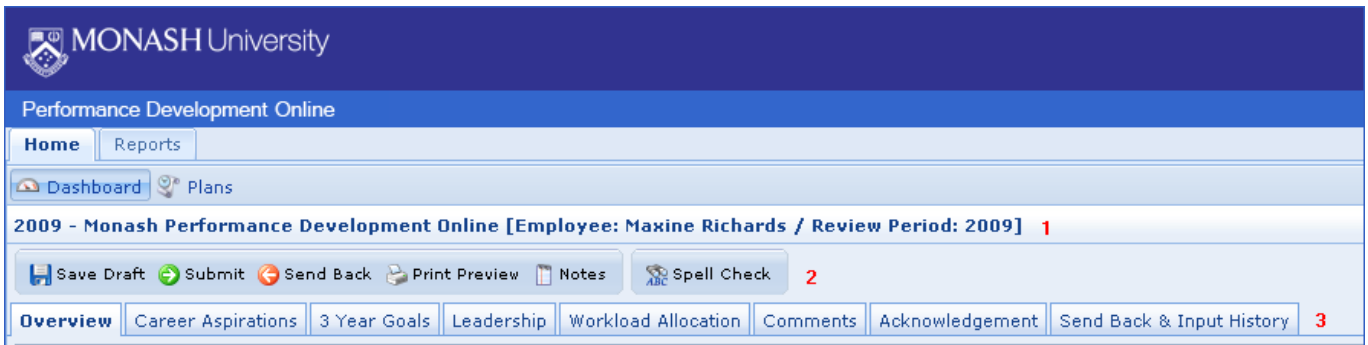 MONASH University
Performance Development Online
Home Reports
Dashboard Plans
2009 - Monash Performance Development Online [Employee: Maxine Richards / Review Period: 2009] 1
Save Draft Submit Send Back Print Preview Notes ABC Spell Check 2
Overview Career Aspirations 3 Year Goals Leadership Workload Allocation Comments Acknowledgement Send Back & Input History 3